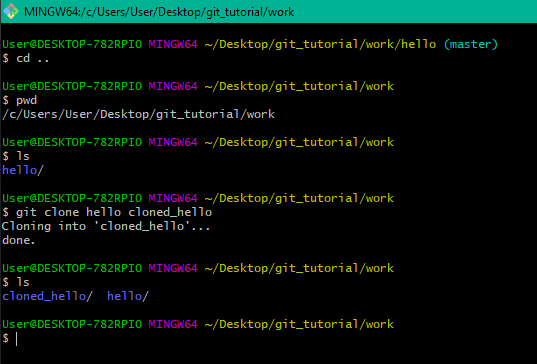 MINGW64:/c/Users/User/Desktop/git_tutorial/work
User@DESKTOP-782RPIO MINGW64 ~/Desktop/git_tutorial/work/hello (master)
$ cd ..
User@DESKTOP-782RPIO MINGW64 ~/Desktop/git_tutorial/work
$ pwd
/c/Users/User/Desktop/git_tutorial/work
User@DESKTOP-782RPIO MINGW64 ~/Desktop/git_tutorial/work
$ ls
hello/
User@DESKTOP-782RPIO MINGW64 ~/Desktop/git_tutorial/work
$ git clone hello cloned_hello
Cloning into 'cloned_hello'...
done.
User@DESKTOP-782RPIO MINGW64 ~/Desktop/git_tutorial/work
$ ls
cloned_hello/  hello/
User@DESKTOP-782RPIO MINGW64 ~/Desktop/git_tutorial/work
$